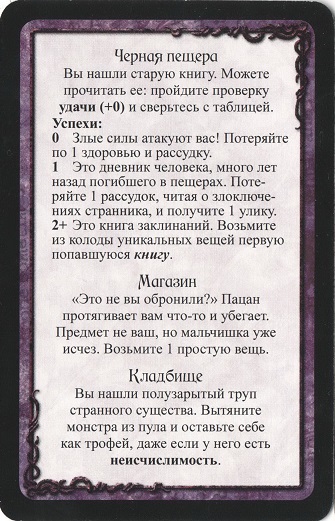 Черная пещера
Вы нашли старую книгу. Можете
прочитать ее: пройдите проверку
удачи (+0) и сверьтесь с таблицей.
Успехи:
0 Злые силы атакуют вас! Потеряйте
по 1 здоровью и рассудку.
1 Это дневник человека, много лет
назад погибшего в пещерах. Поте-
ряйте 1 рассудок, читая о злоключе-
ниях странника, и получите 1 улику.
2+ Это книга заклинаний. Возьмите
из колоды уникальных вещей первую
попавшуюся книгу.
Магазин
«Это не вы обронили?» Пацан
протягивает вам что-то и убегает.
Предмет не ваш, но мальчишка уже
исчез. Возьмите 1 простую вещь.
Кладбище
Вы нашли полузарытый труп
странного существа. Вытяните
монстра из пула и оставьте себе
как трофей, даже если у него есть
неисчислимость.